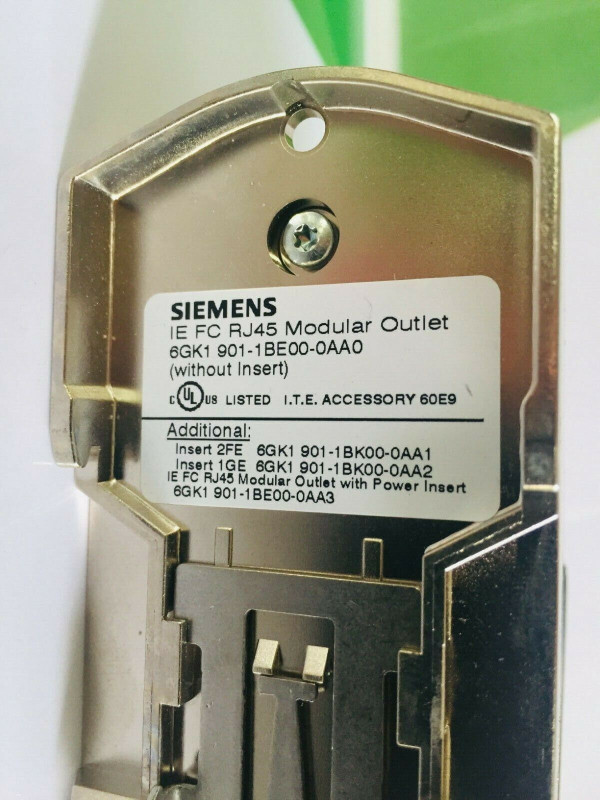 SIEMENS
IE FC RJ45 Modular Outlet
6GK1 901-1BE00-0AA0
(without Insert)
C UL US LISTED I.T.E. ACCESSORY 60E9
Additional:
Insert 2FE 6GK1 901-1BK00-0AA1
Insert 1GE 6GK1 901-1BK00-0AA2
IE FC RJ45 Modular Outlet with Power Insert
6GK1 901-1BE00-0AA3